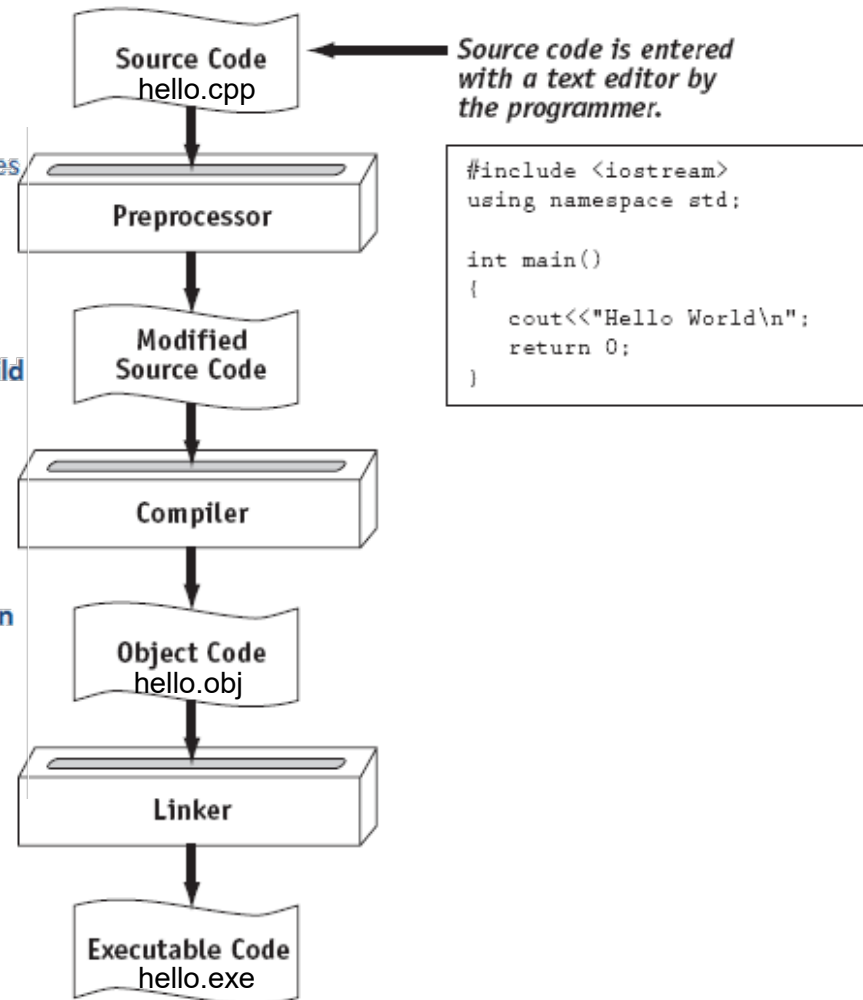 Source Code
hello.cpp
Source code is entered
with a text editor by
the programmer.
es
Preprocessor
#include <iostream>
using namespace std;
int main()
{
cout<<"Hello World\n";
return 0;
}
Modified
Source Code
ld
Compiler
n
Object Code
hello.obj
Linker
Executable Code
hello.exe